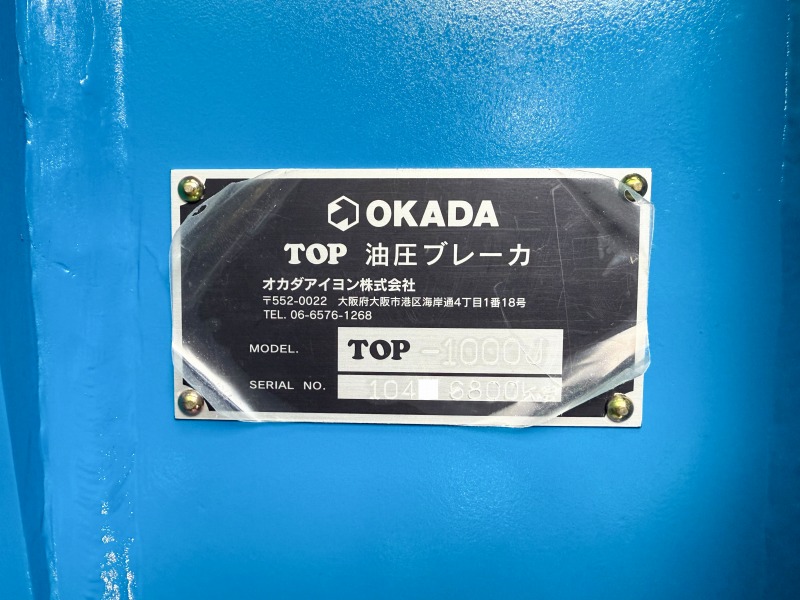 OKADA
TOP 油圧ブレーカ
オカダアイヨン株式会社
〒552-0022 大阪府大阪市港区海岸通4丁目1番18号
TEL. 06-6576-1268
MODEL. TOP -1000J
SERIAL NO. 104 6800kg